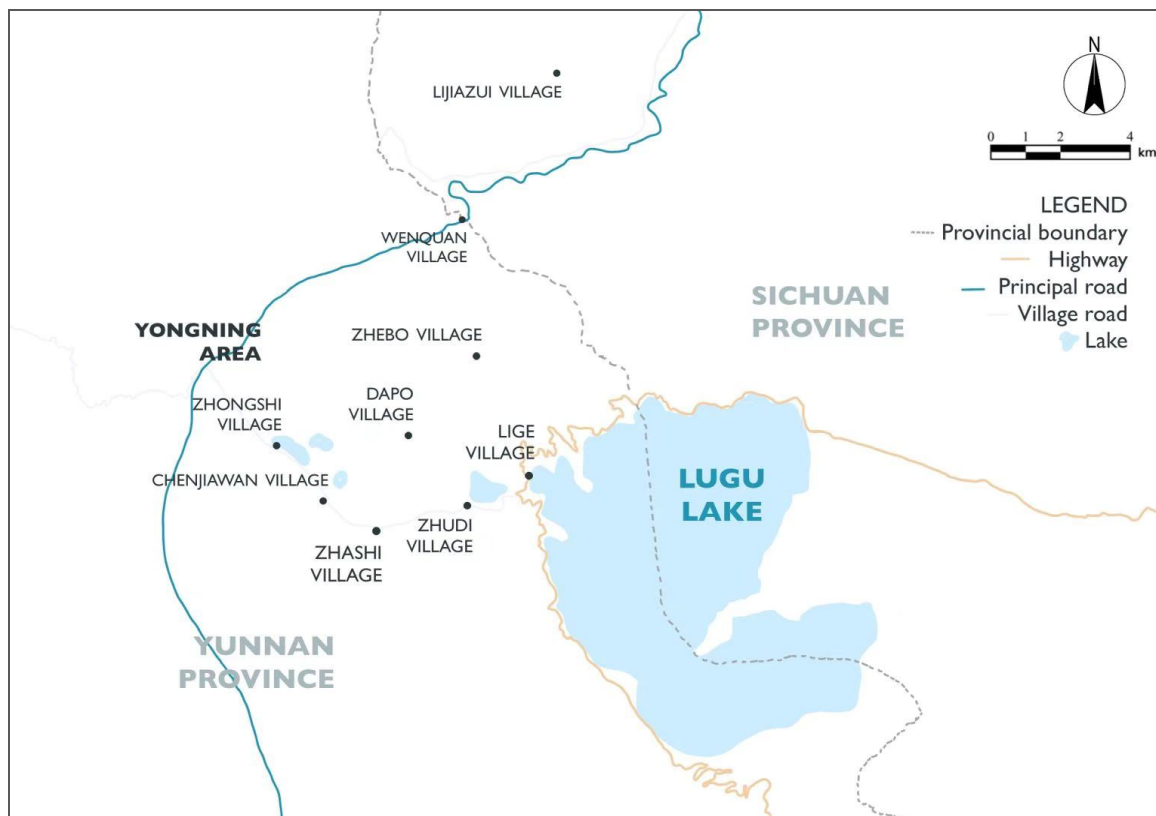 LIJIAZUI VILLAGE
N
0 1 2 4
km
LEGEND
Provincial boundary
Highway
Principal road
Village road
Lake
WENQUAN
VILLAGE
SICHUAN
PROVINCE
YONGNING
AREA
ZHEBO VILLAGE
ZHONGSHI
VILLAGE
DAPO
VILLAGE
LIGE
VILLAGE
CHENJIAWAN VILLAGE
LUGU
LAKE
ZHUDI
VILLAGE
ZHASHI
VILLAGE
YUNNAN
PROVINCE